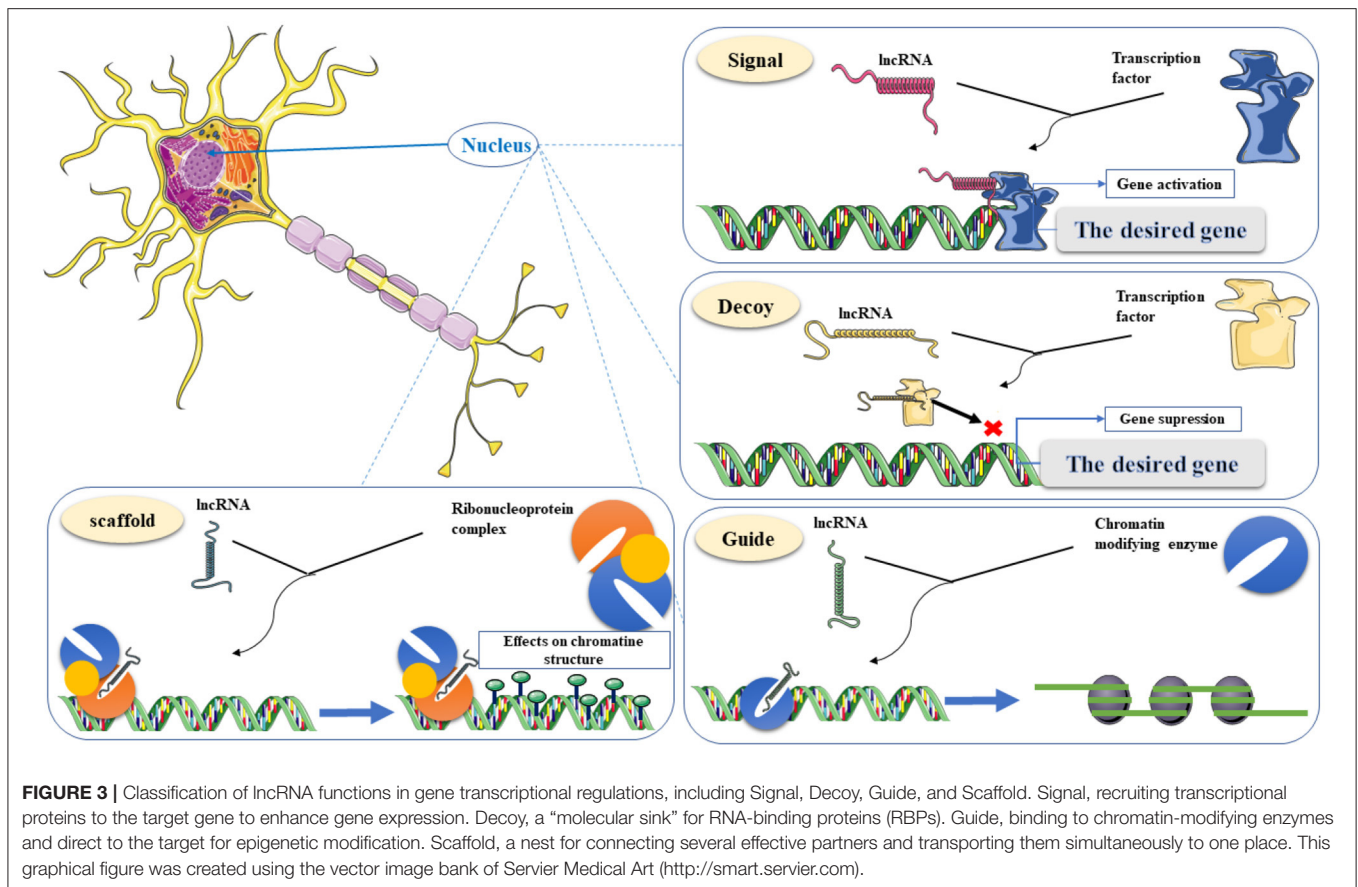 Nucleus
Signal
lncRNA
Transcription
factor
Gene activation
The desired gene
Decoy
lncRNA
Transcription
factor
Gene supression
The desired gene
scaffold
lncRNA
Ribonucleoprotein
complex
Effects on chromatine
structure
Guide
lncRNA
Chromatin
modifying enzyme
FIGURE 3 | Classification of lncRNA functions in gene transcriptional regulations, including Signal, Decoy, Guide, and Scaffold. Signal, recruiting transcriptional
proteins to the target gene to enhance gene expression. Decoy, a “molecular sink” for RNA-binding proteins (RBPs). Guide, binding to chromatin-modifying enzymes
and direct to the target for epigenetic modification. Scaffold, a nest for connecting several effective partners and transporting them simultaneously to one place. This
graphical figure was created using the vector image bank of Servier Medical Art (http://smart.servier.com).